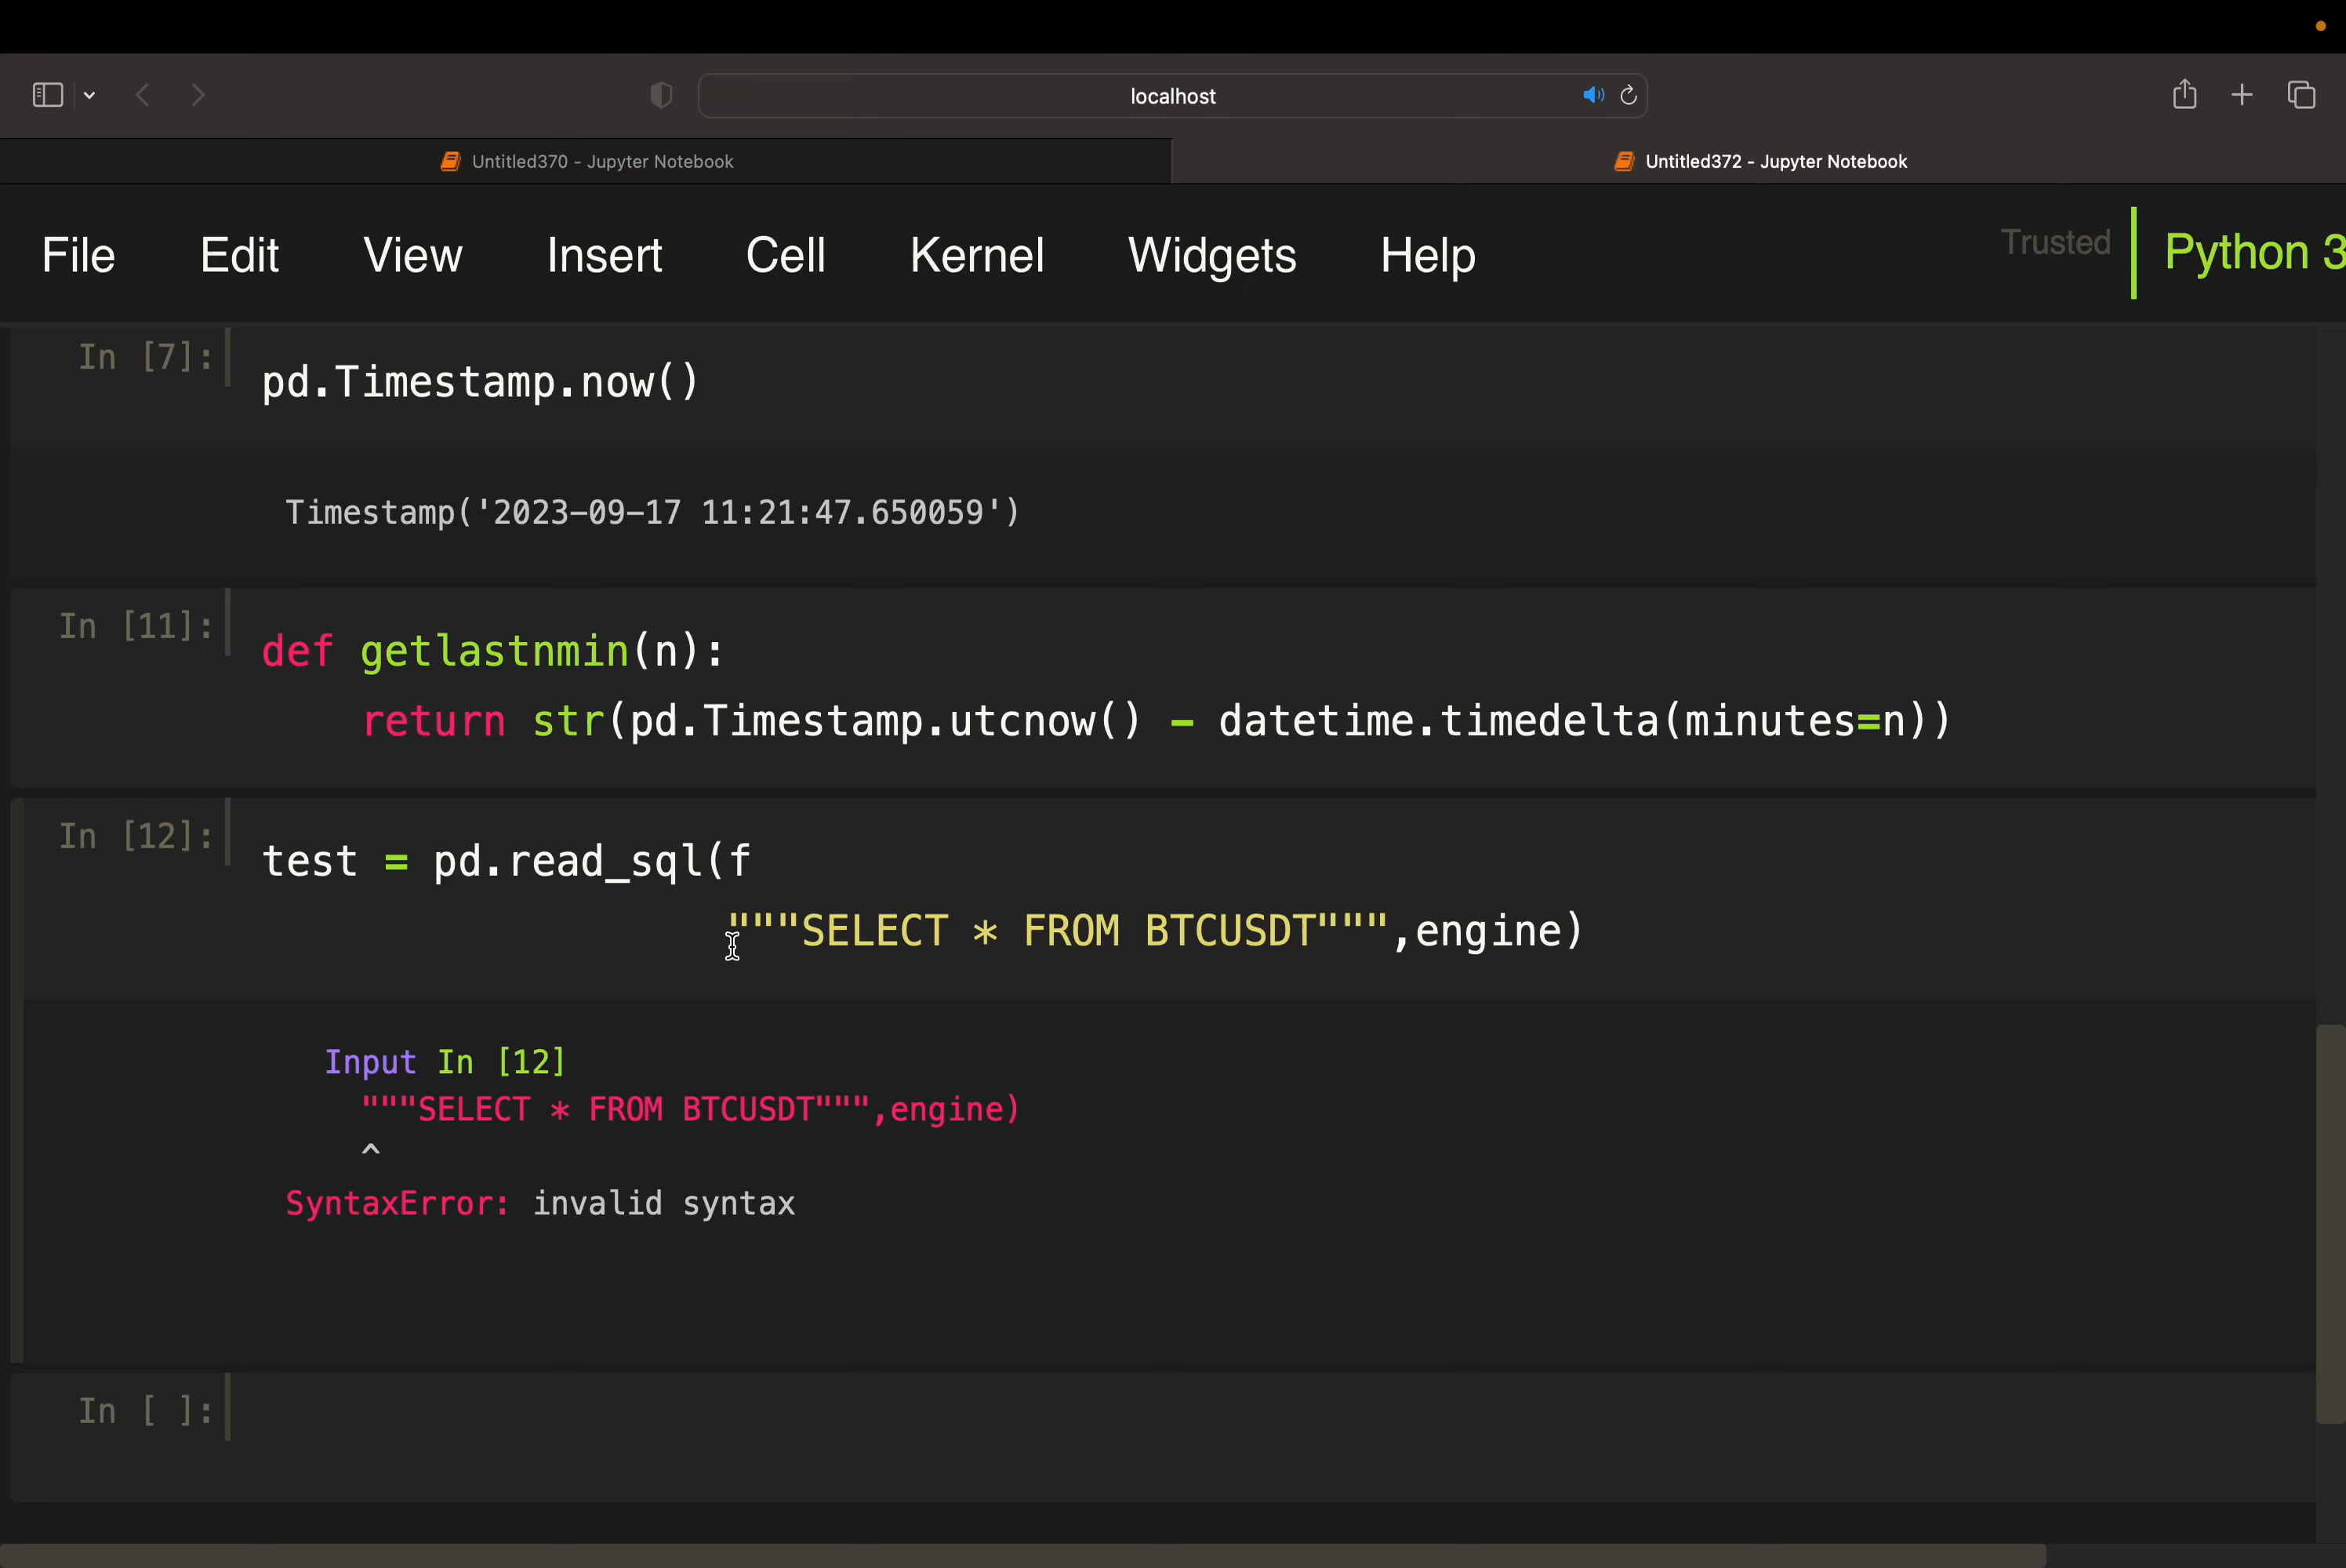 localhost
Untitled370 - Jupyter Notebook
Untitled372 - Jupyter Notebook
File Edit View Insert Cell Kernel Widgets Help
Trusted
Python 3
In [7]:
pd.Timestamp.now()
Timestamp('2023-09-17 11:21:47.650059')
In [11]:
def getlastnmin(n):
return str(pd.Timestamp.utcnow() - datetime.timedelta(minutes=n))
In [12]:
test = pd.read_sql(f
"""SELECT * FROM BTCUSDT""",engine)
Input In [12]
"""SELECT * FROM BTCUSDT""",engine)
^
SyntaxError: invalid syntax
In [ ]: